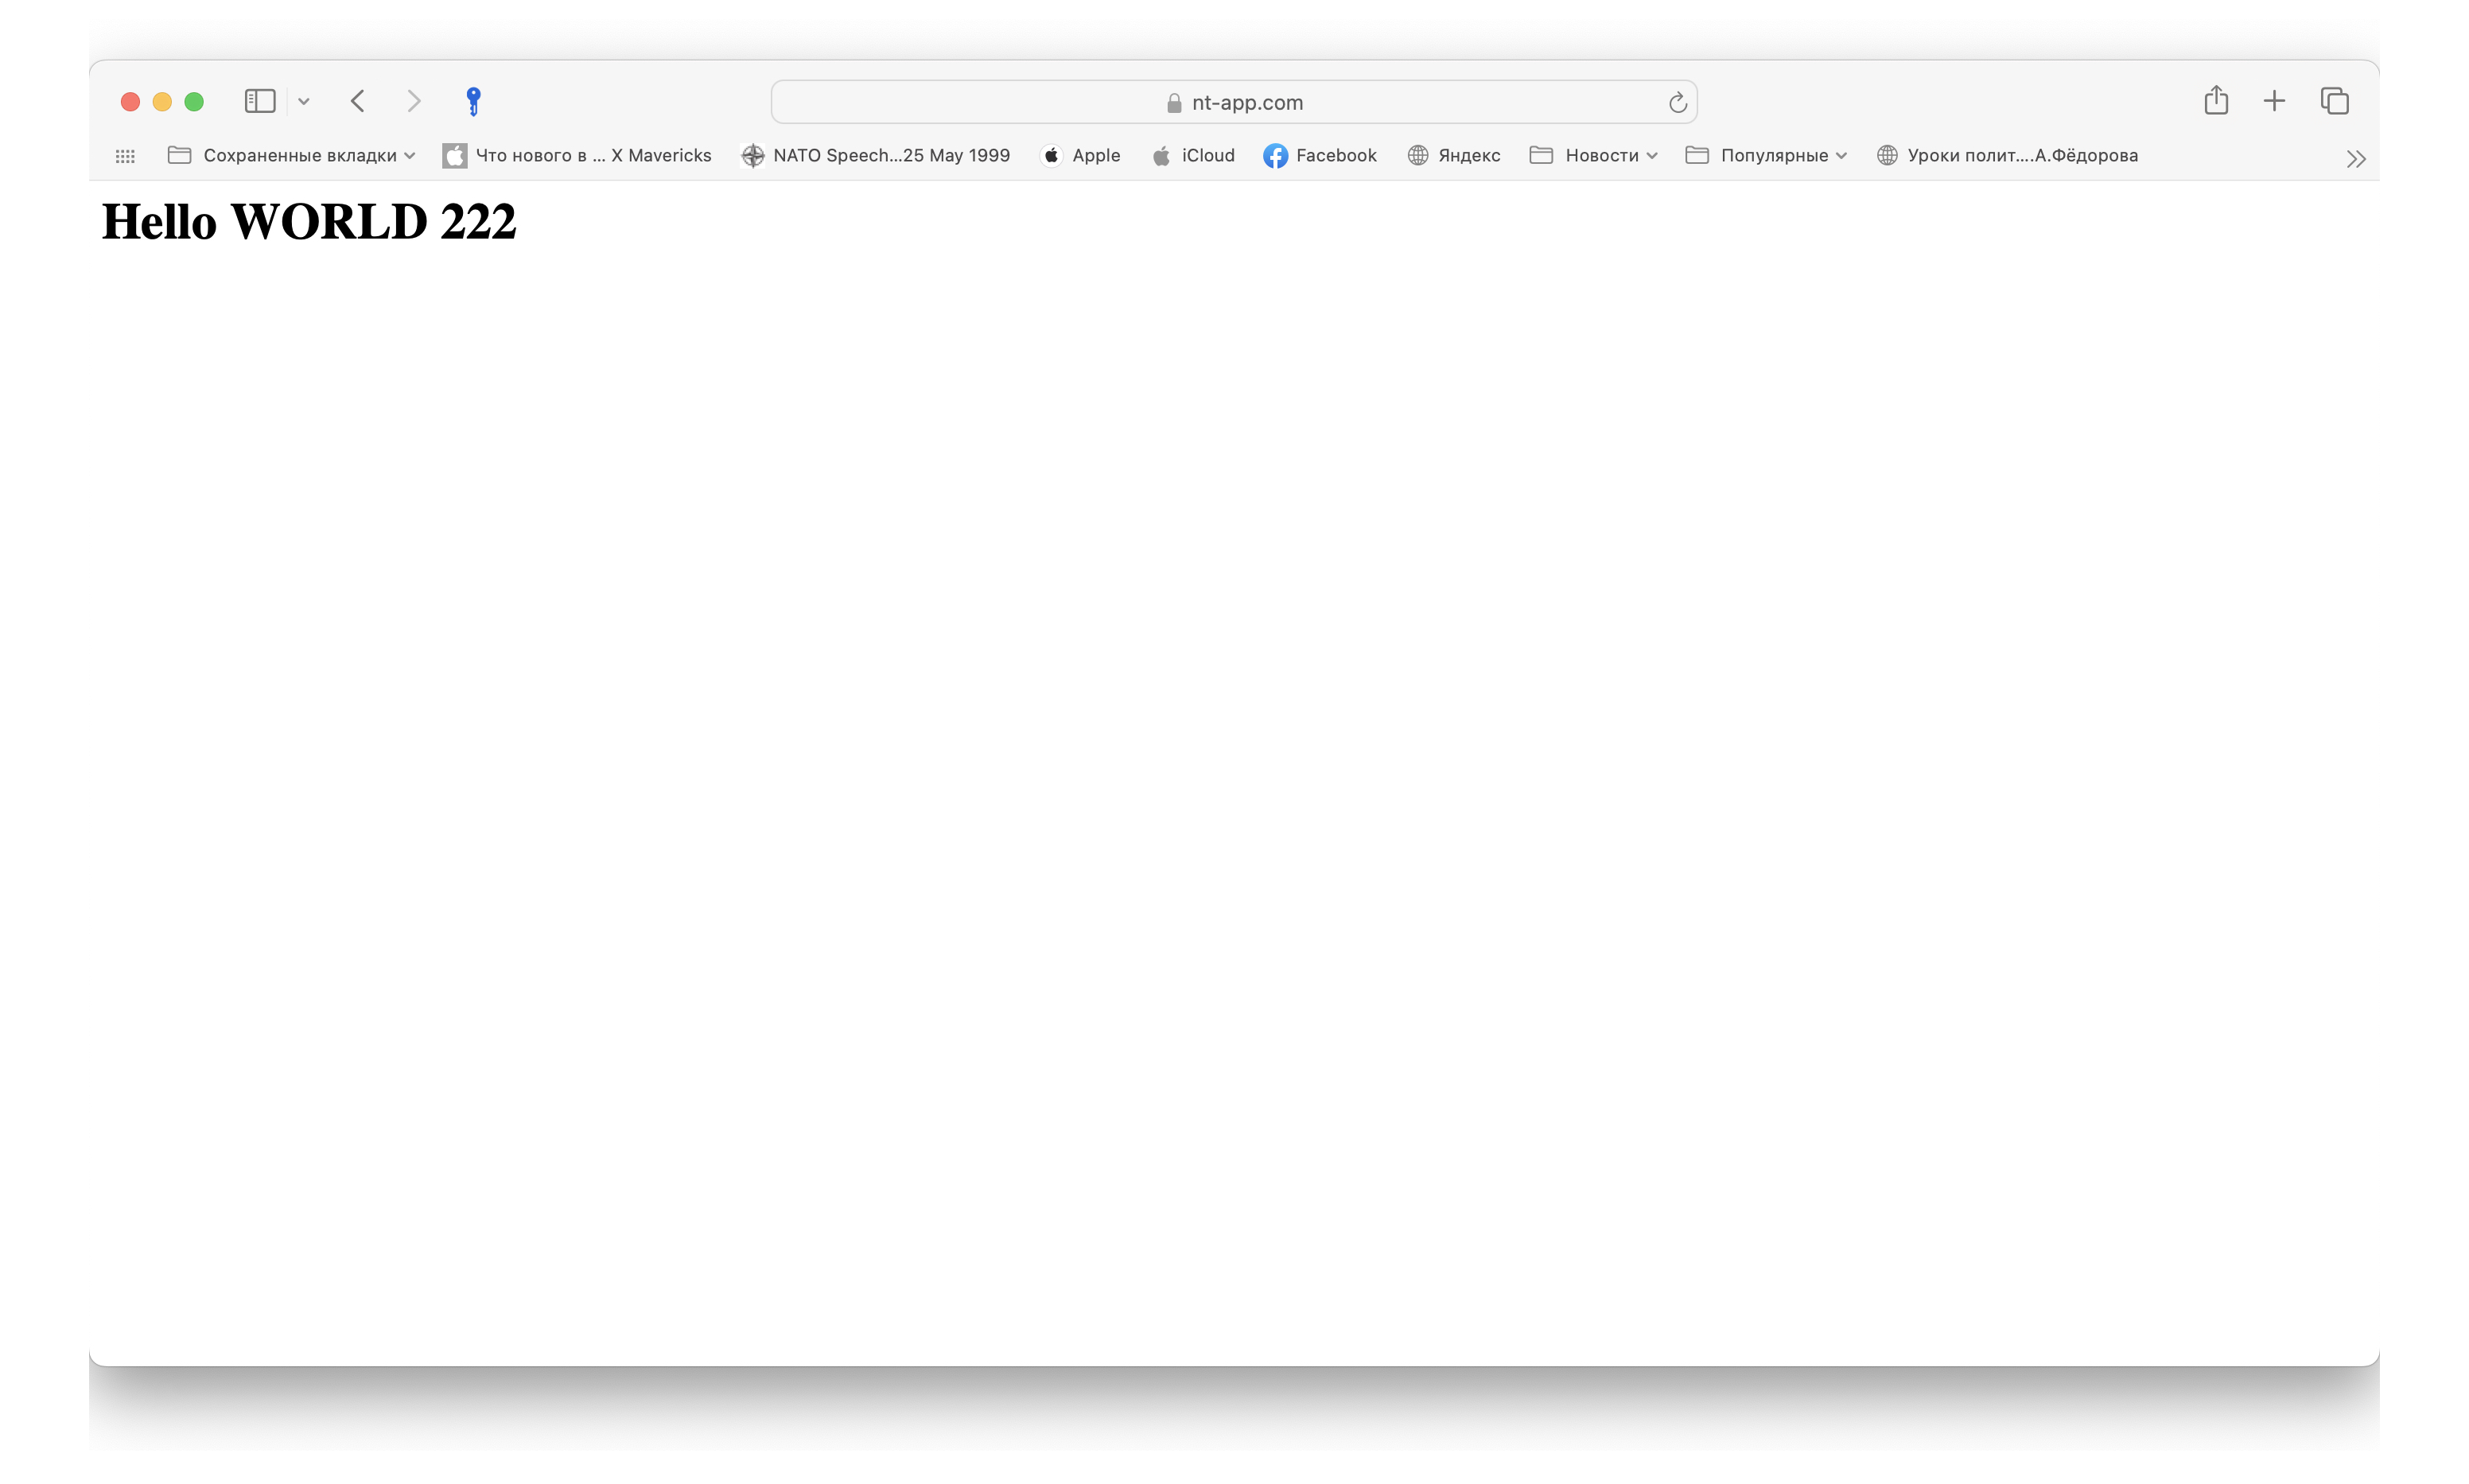 nt-app.com
Сохраненные вкладки Что нового в ... X Mavericks NATO Speech...25 May 1999 Apple iCloud Facebook Яндекс Новости Популярные Уроки полит....А.Фёдорова
Hello WORLD 222